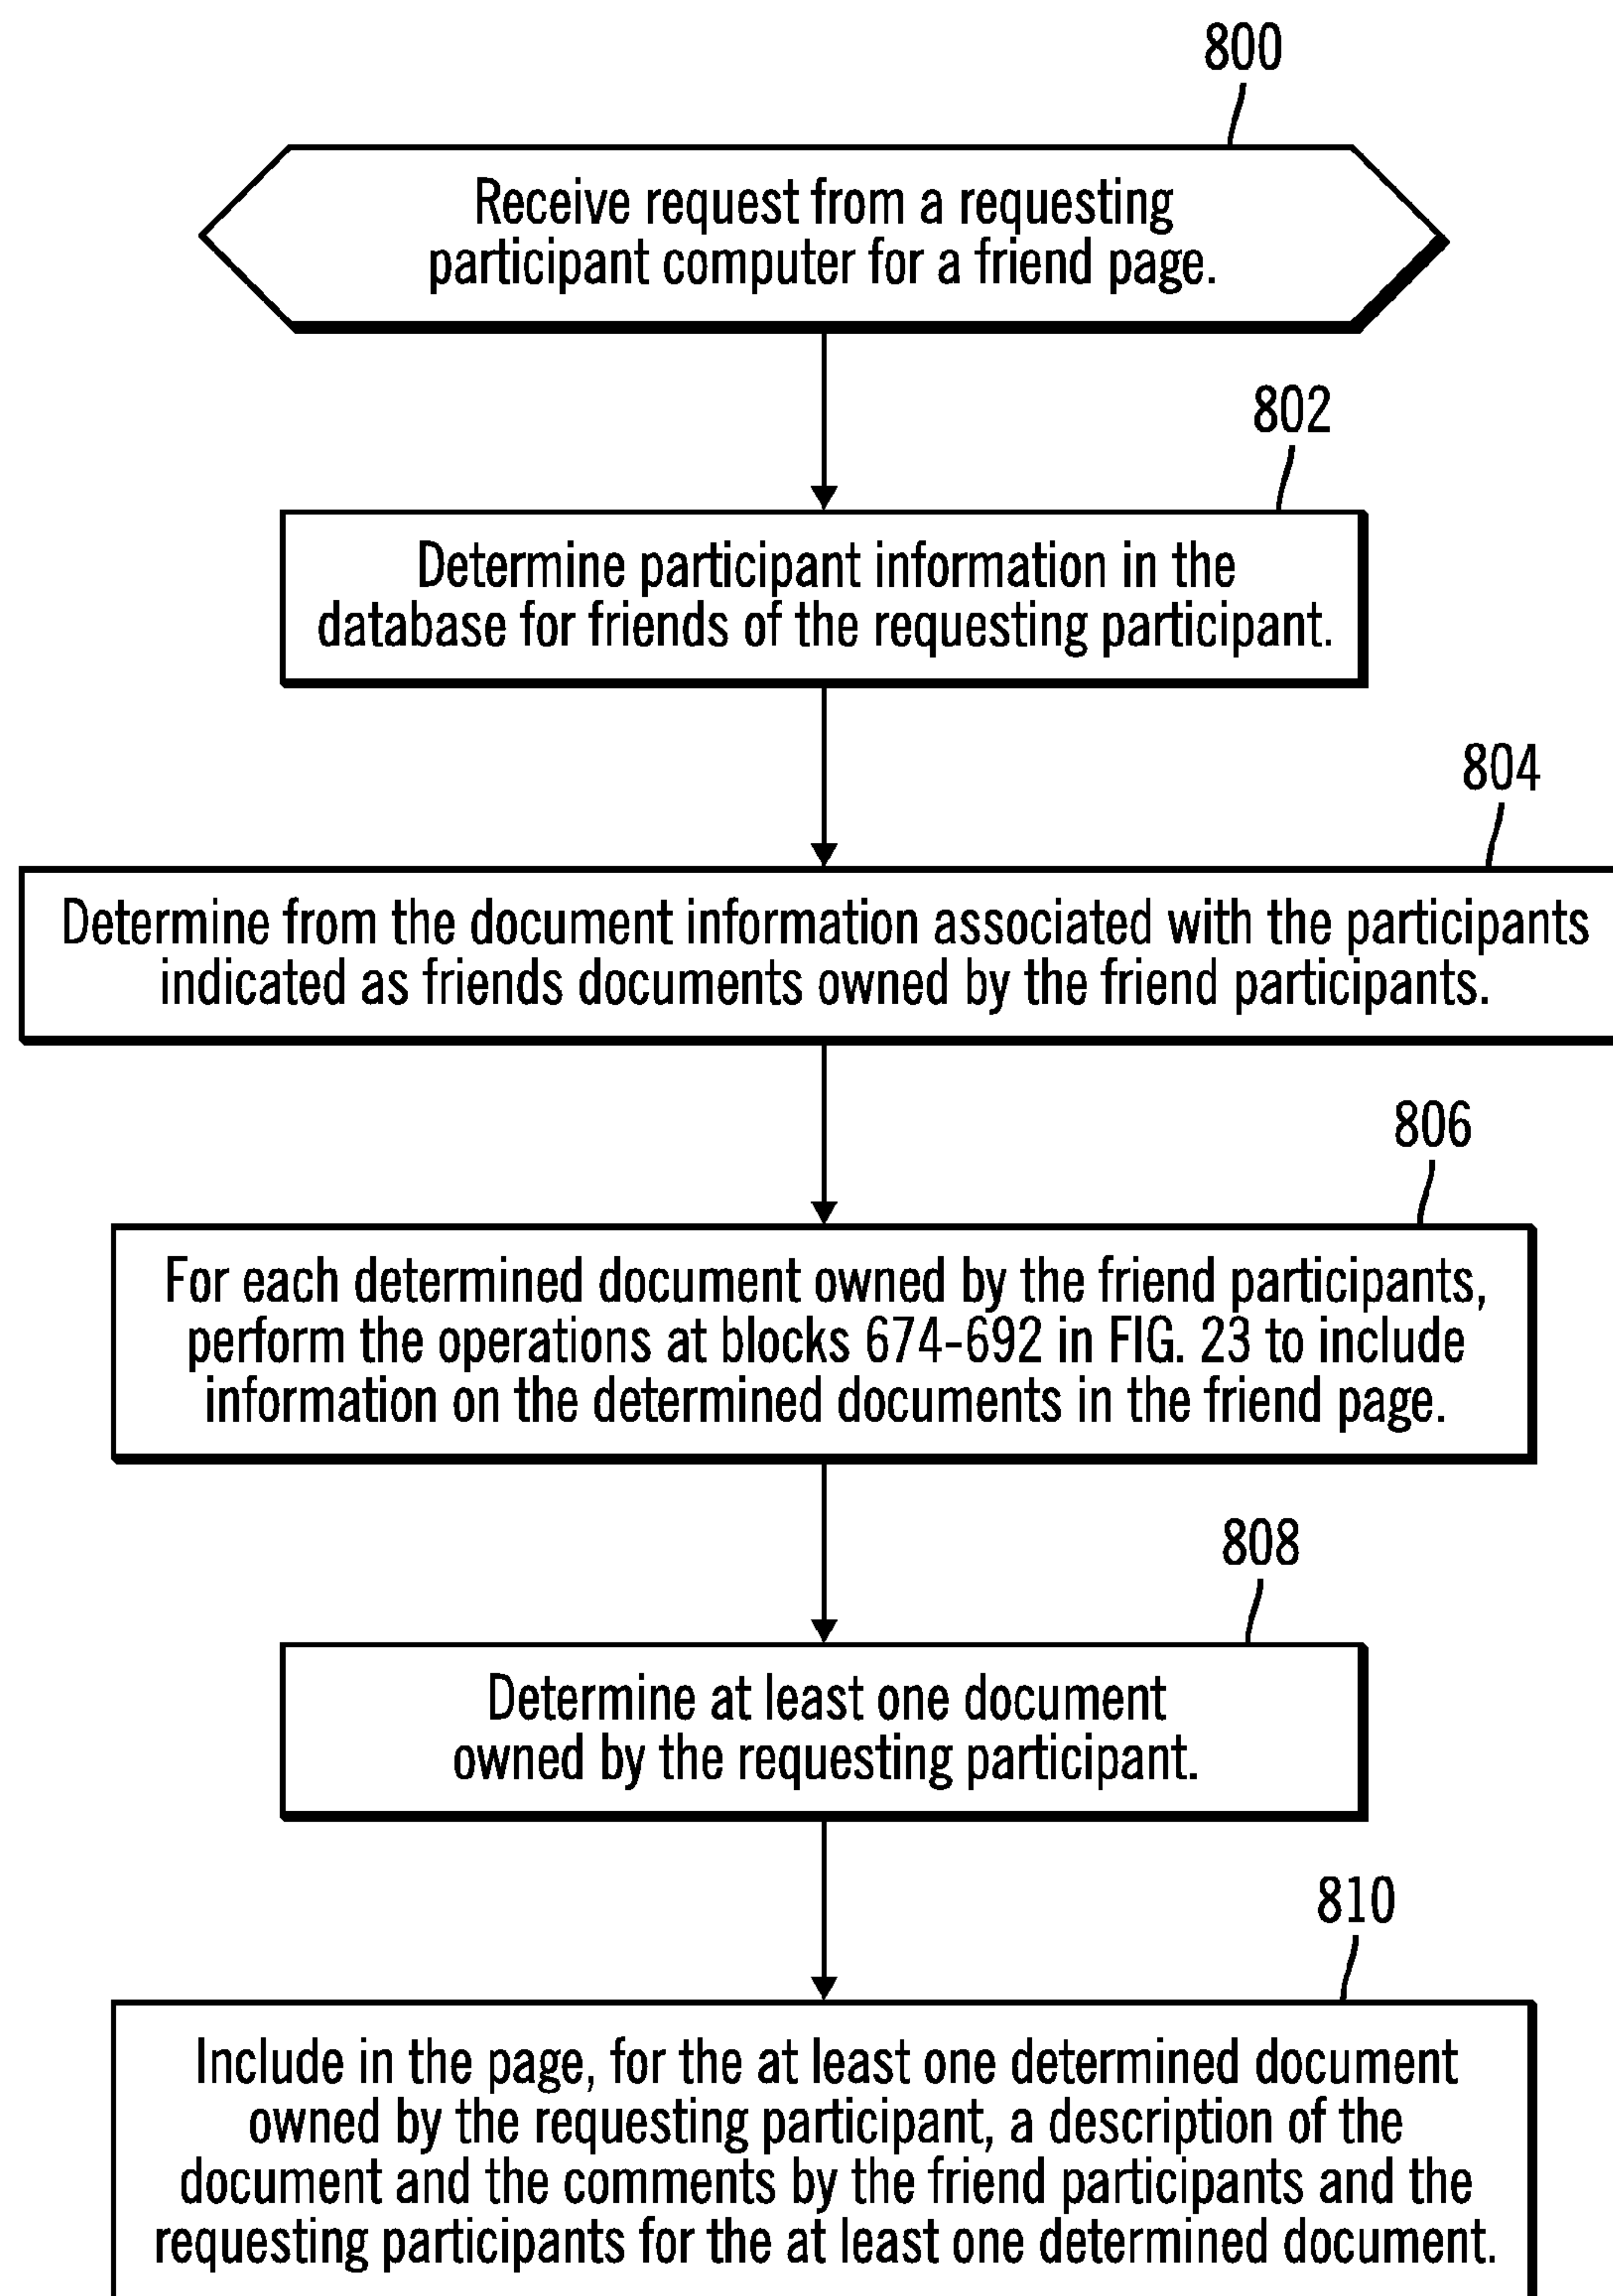 800
Receive request from a requesting
participant computer for a friend page.
802
Determine participant information in the
database for friends of the requesting participant.
804
Determine from the document information associated with the participants
indicated as friends documents owned by the friend participants.
806
For each determined document owned by the friend participants,
perform the operations at blocks 674-692 in FIG. 23 to include
information on the determined documents in the friend page.
808
Determine at least one document
owned by the requesting participant.
810
Include in the page, for the at least one determined document
owned by the requesting participant, a description of the
document and the comments by the friend participants and the
requesting participants for the at least one determined document.